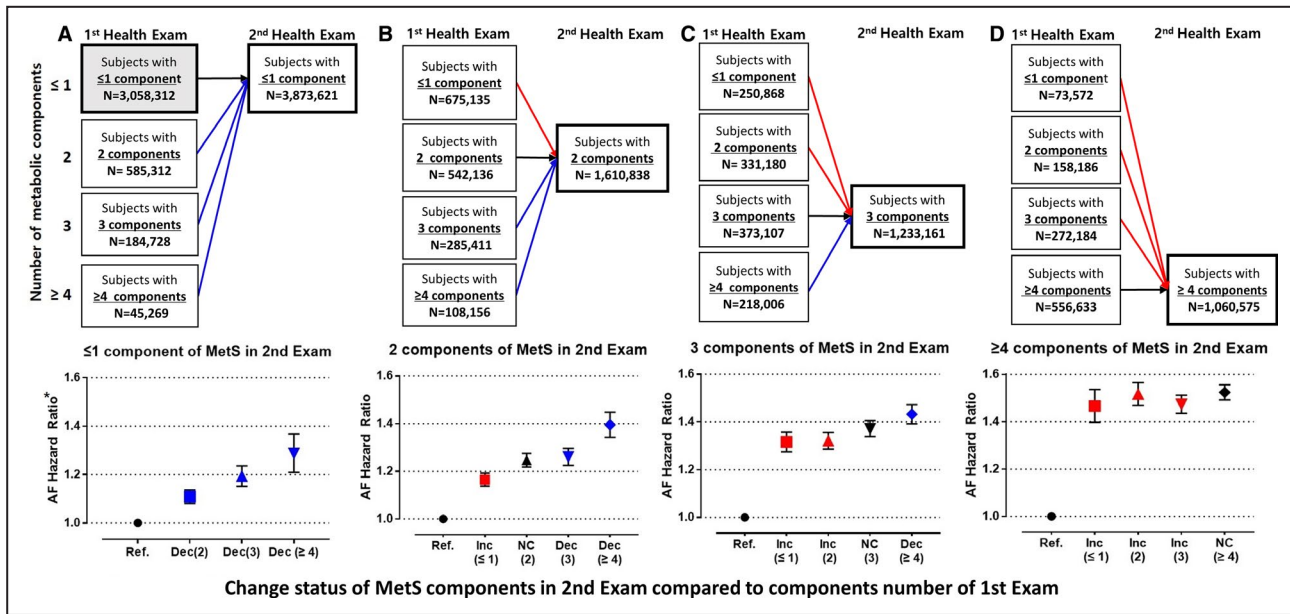 A
1st Health Exam
2nd Health Exam
Number of metabolic components
≤ 1
2
3
≥ 4
Subjects with
≤1 component
N=3,058,312
Subjects with
≤1 component
N=3,873,621
Subjects with
2 components
N= 585,312
Subjects with
3 components
N=184,728
Subjects with
≥4 components
N=45,269
B
1st Health Exam
2nd Health Exam
Subjects with
≤1 component
N=675,135
Subjects with
2 components
N= 542,136
Subjects with
2 components
N= 1,610,838
Subjects with
3 components
N=285,411
Subjects with
≥4 components
N=108,156
C
1st Health Exam
2nd Health Exam
Subjects with
≤1 component
N=250,868
Subjects with
2 components
N= 331,180
Subjects with
3 components
N=373,107
Subjects with
3 components
N=1,233,161
Subjects with
≥4 components
N=218,006
D
1st Health Exam
2nd Health Exam
Subjects with
≤1 component
N=73,572
Subjects with
2 components
N= 158,186
Subjects with
3 components
N=272,184
Subjects with
≥4 components
N=556,633
Subjects with
≥ 4 components
N=1,060,575
≤1 component of MetS in 2nd Exam
AF Hazard Ratio*
1.6
1.4
1.2
1.0
Ref. Dec(2) Dec(3) Dec (≥ 4)
2 components of MetS in 2nd Exam
AF Hazard Ratio
1.6
1.4
1.2
1.0
Ref. Inc NC Dec Dec
(≤ 1) (2) (3) (≥ 4)
3 components of MetS in 2nd Exam
AF Hazard Ratio
1.6
1.4
1.2
1.0
Ref. Inc Inc NC Dec
(≤ 1) (2) (3) (≥ 4)
≥4 components of MetS in 2nd Exam
AF Hazard Ratio
1.6
1.4
1.2
1.0
Ref. Inc Inc Inc NC
(≤ 1) (2) (3) (≥ 4)
Change status of MetS components in 2nd Exam compared to components number of 1st Exam